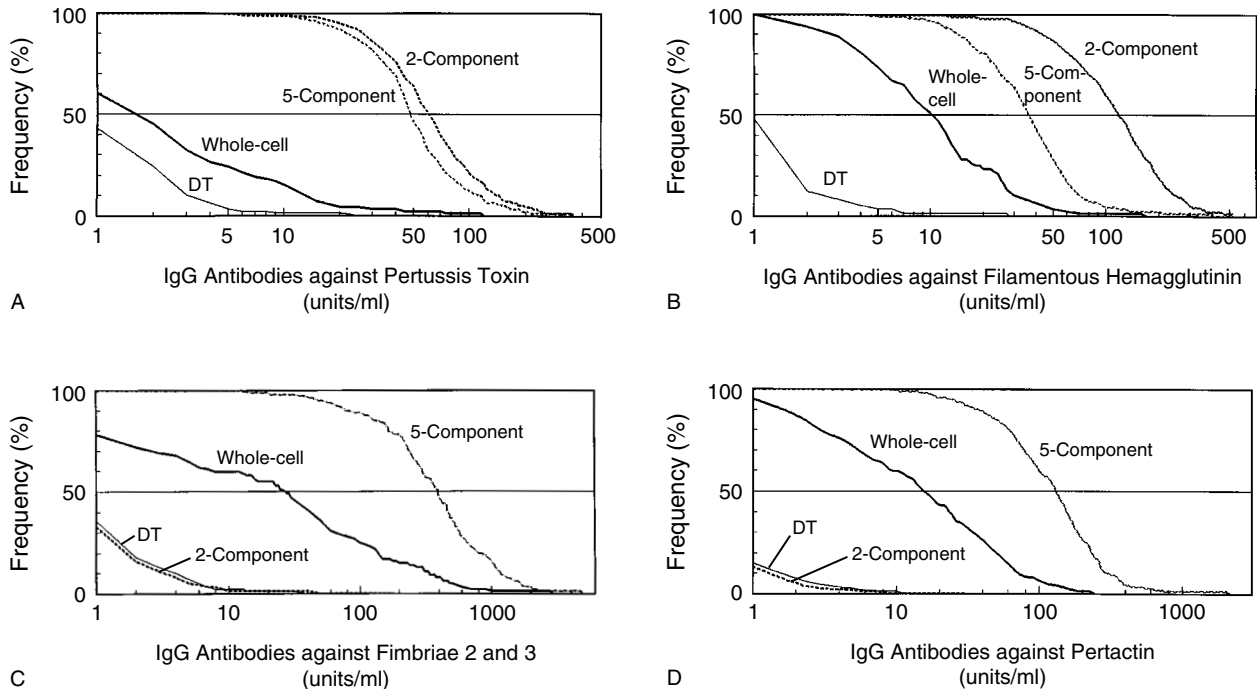 100
50
0
Frequency (%)
2-Component
5-Component
Whole-cell
DT
1
5
10
50
100
500
IgG Antibodies against Pertussis Toxin
(units/ml)
A
100
50
0
Frequency (%)
2-Component
5-Com-
ponent
Whole-
cell
DT
1
5
10
50
100
500
IgG Antibodies against Filamentous Hemagglutinin
(units/ml)
B
100
50
0
Frequency (%)
5-Component
Whole-cell
DT
2-Component
1
10
100
1000
IgG Antibodies against Fimbriae 2 and 3
(units/ml)
C
100
50
0
Frequency (%)
Whole-cell
5-Component
DT
2-Component
1
10
100
1000
IgG Antibodies against Pertactin
(units/ml)
D